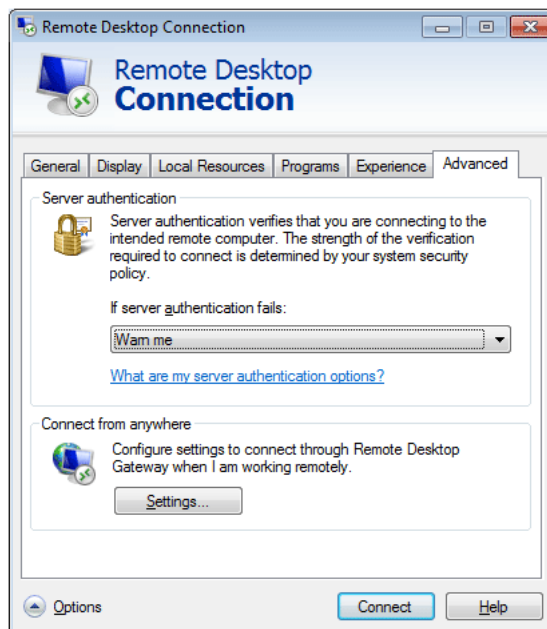 Remote Desktop Connection
Remote Desktop
Connection
General Display Local Resources Programs Experience Advanced
Server authentication
Server authentication verifies that you are connecting to the
intended remote computer. The strength of the verification
required to connect is determined by your system security
policy.
If server authentication fails:
Warn me
What are my server authentication options?
Connect from anywhere
Configure settings to connect through Remote Desktop
Gateway when I am working remotely.
Settings...
Options Connect Help